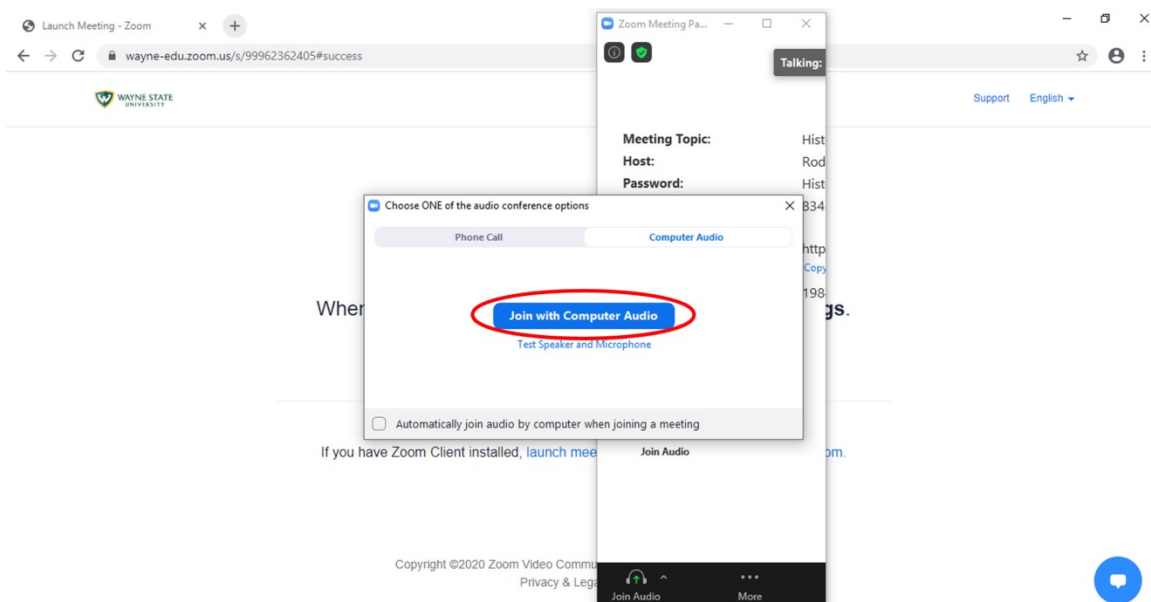 Launch Meeting - Zoom
wayne-edu.zoom.us/s/99962362405#success
WAYNE STATE
UNIVERSITY
Support English
Zoom Meeting Pa...
Talking:
Meeting Topic: Hist
Host: Rod
Password: Hist
834
http
Copy
198
Choose ONE of the audio conference options
Phone Call Computer Audio
Join with Computer Audio
Test Speaker and Microphone
Automatically join audio by computer when joining a meeting
Wher gs.
If you have Zoom Client installed, launch mee om.
Join Audio
Copyright ©2020 Zoom Video Commu
Privacy & Lega
Join Audio More